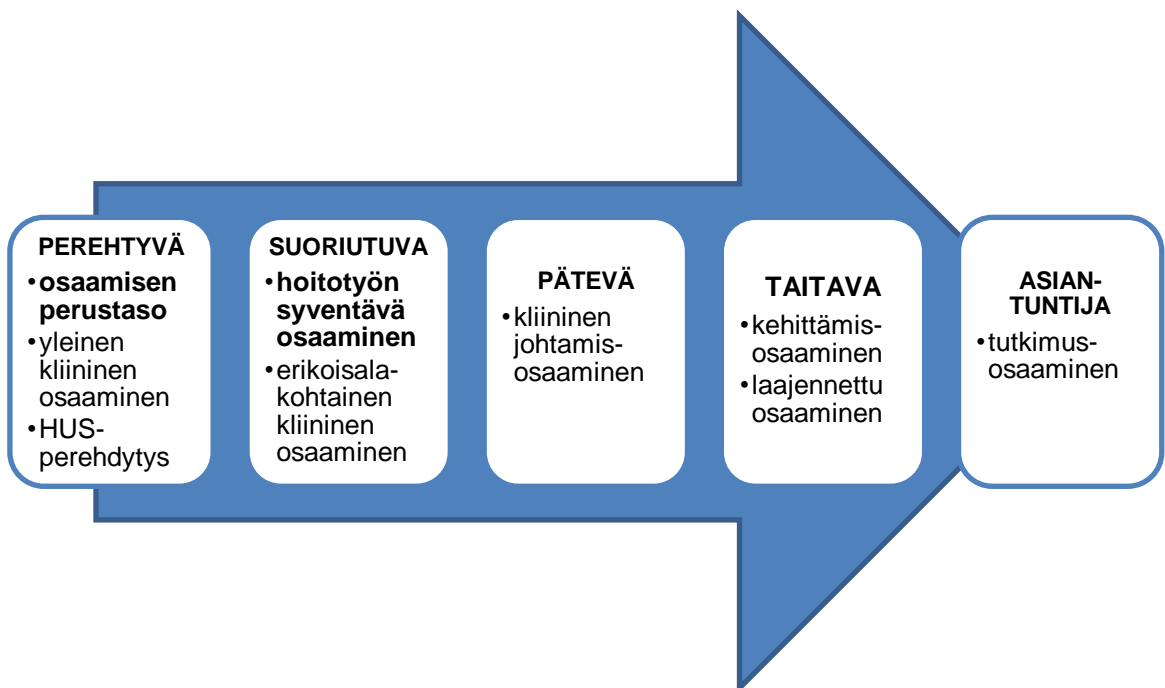 PEREHTYVÄ
•osaamisen
perustaso
•yleinen
kliininen
osaaminen
•HUS-
perehdytys
SUORIUTUVA
•hoitotyön
syventävä
osaaminen
•erikoisala-
kohtainen
kliininen
osaaminen
PÄTEVÄ
•kliininen
johtamis-
osaaminen
TAITAVA
•kehittämis-
osaaminen
•laajennettu
osaaminen
ASIAN-
TUNTIJA
•tutkimus-
osaaminen